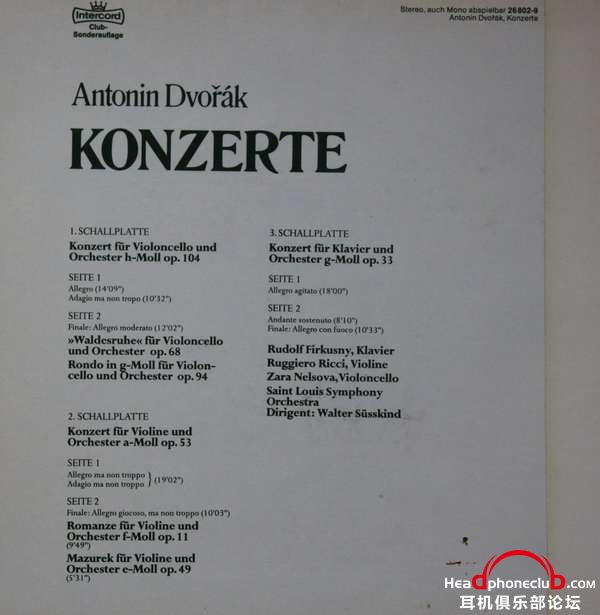 Intercord
Club-
Sonderauflage
Stereo, auch Mono abspielbar 26 802-9
Antonin Dvořák, Konzerte
Antonin Dvořák
KONZERTE
1. SCHALLPLATTE
Konzert für Violoncello und
Orchester h-Moll op. 104
SEITE 1
Allegro (14'09")
Adagio ma non tropo (10'32")
SEITE 2
Finale: Allegro moderato (12'02")
»Waldesruhe« für Violoncello
und Orchester op. 68
Rondo in g-Moll für Violon-
cello und Orchester op. 94
2. SCHALLPLATTE
Konzert für Violine und
Orchester a-Moll op. 53
SEITE 1
Allegro ma non troppo
Adagio ma non troppo
(19'02")
SEITE 2
Finale: Allegro giocoso, ma non troppo (10'03")
Romanze für Violine und
Orchester f-Moll op. 11
(9'49")
Mazurek für Violine und
Orchester e-Moll op. 49
(5'31")
3. SCHALLPLATTE
Konzert für Klavier und
Orchester g-Moll op. 33
SEITE 1
Allegro agitato (18'00")
SEITE 2
Andante sostenuto (8'10")
Finale: Allegro con fuoco (10'33")
Rudolf Firkusny, Klavier
Ruggiero Ricci, Violine
Zara Nelsova, Violoncello
Saint Louis Symphony
Orchestra
Dirigent: Walter Süsskind
Headphoneclub.com
耳机俱乐部论坛